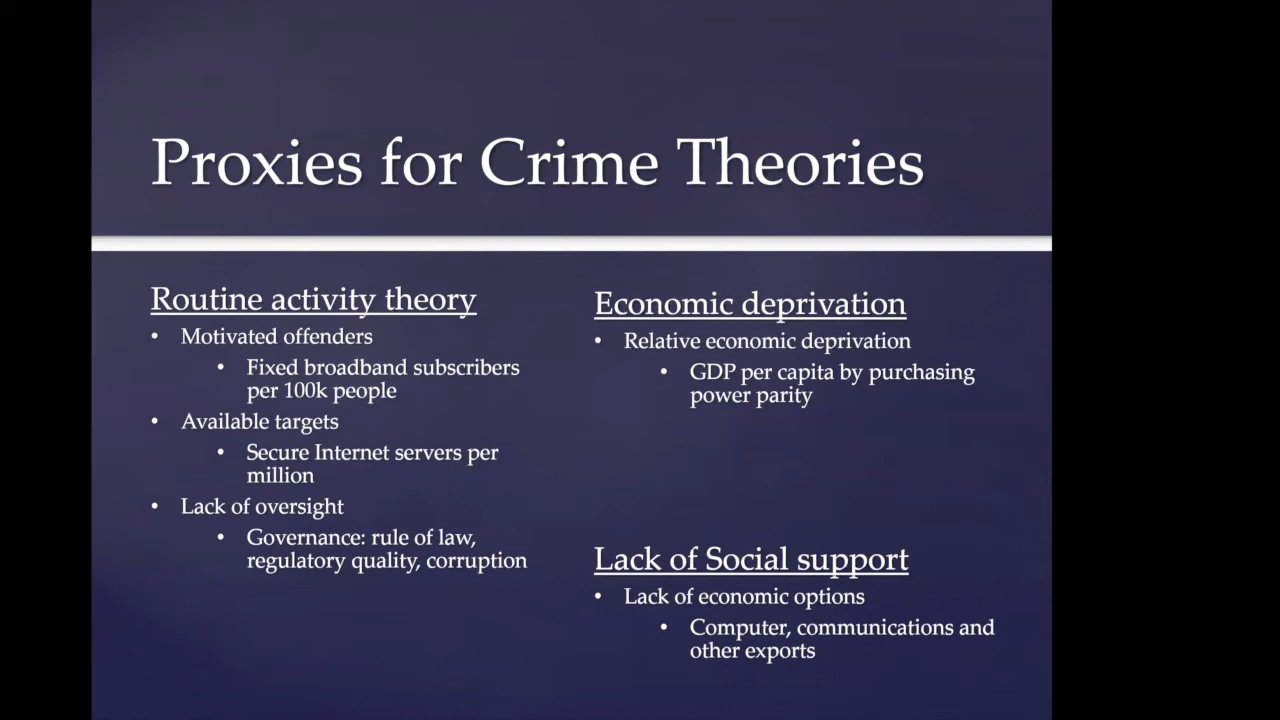 Proxies for Crime Theories
Routine activity theory
• Motivated offenders
• Fixed broadband subscribers
per 100k people
• Available targets
• Secure Internet servers per
million
• Lack of oversight
• Governance: rule of law,
regulatory quality, corruption
Economic deprivation
• Relative economic deprivation
• GDP per capita by purchasing
power parity
Lack of Social support
• Lack of economic options
• Computer, communications and
other exports